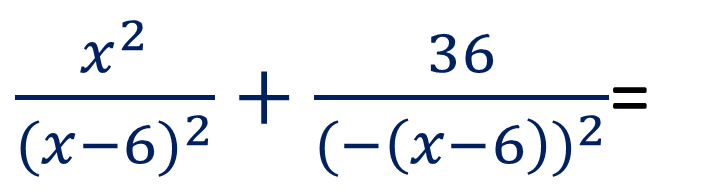 x²/(x−6)² + 36/(−(x−6))² =